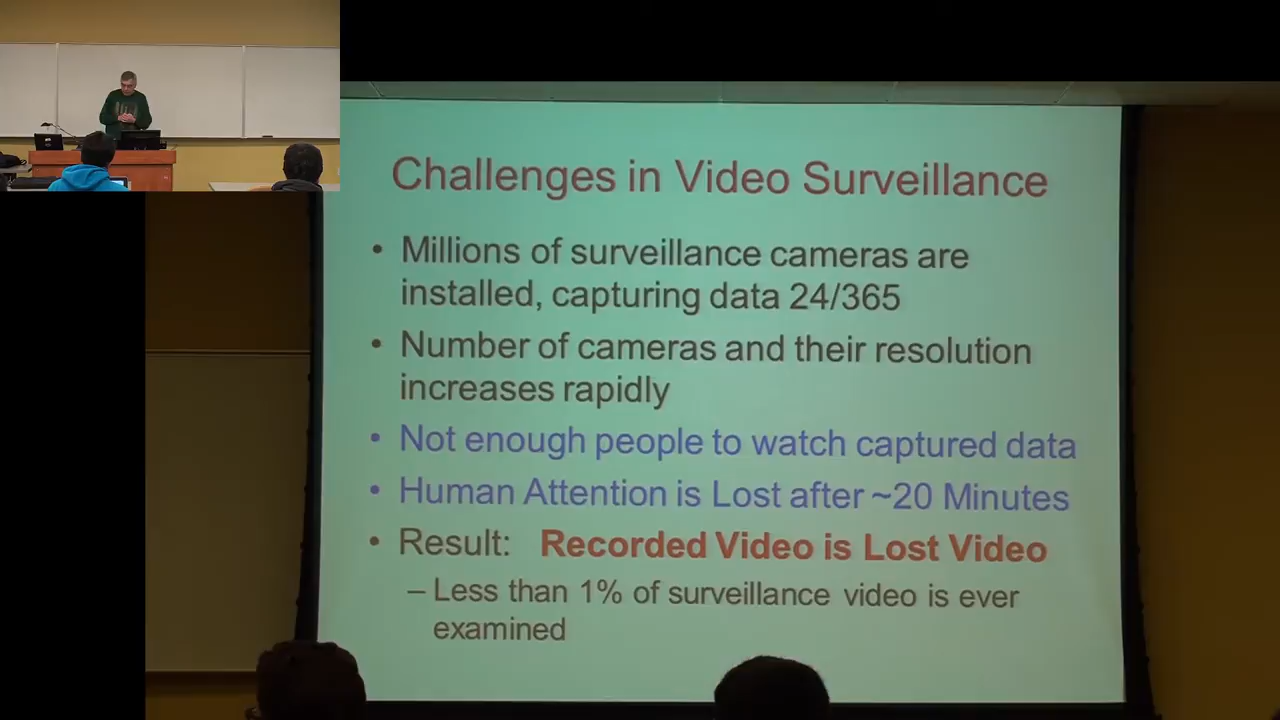 Challenges in Video Surveillance
• Millions of surveillance cameras are
installed, capturing data 24/365
• Number of cameras and their resolution
increases rapidly
• Not enough people to watch captured data
• Human Attention is Lost after ~20 Minutes
• Result: Recorded Video is Lost Video
– Less than 1% of surveillance video is ever
examined